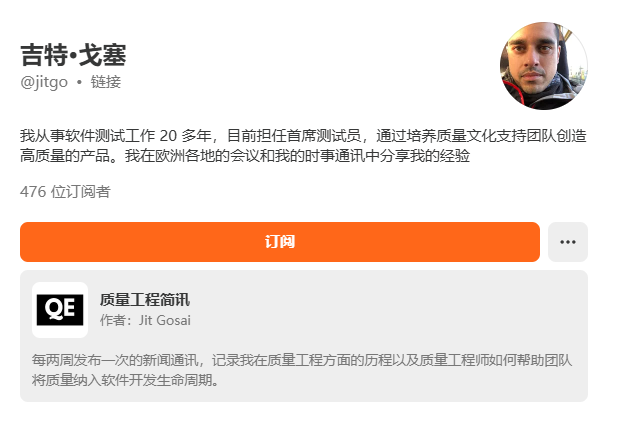 吉特•戈塞
@jitgo • 链接
我从事软件测试工作 20 多年，目前担任首席测试员，通过培养质量文化支持团队创造
高质量的产品。我在欧洲各地的会议和我的时事通讯中分享我的经验
476 位订阅者
订阅
QE
质量工程简讯
作者：Jit Gosai
每两周发布一次的新闻通讯，记录我在质量工程方面的历程以及质量工程师如何帮助团队
将质量纳入软件开发生命周期。